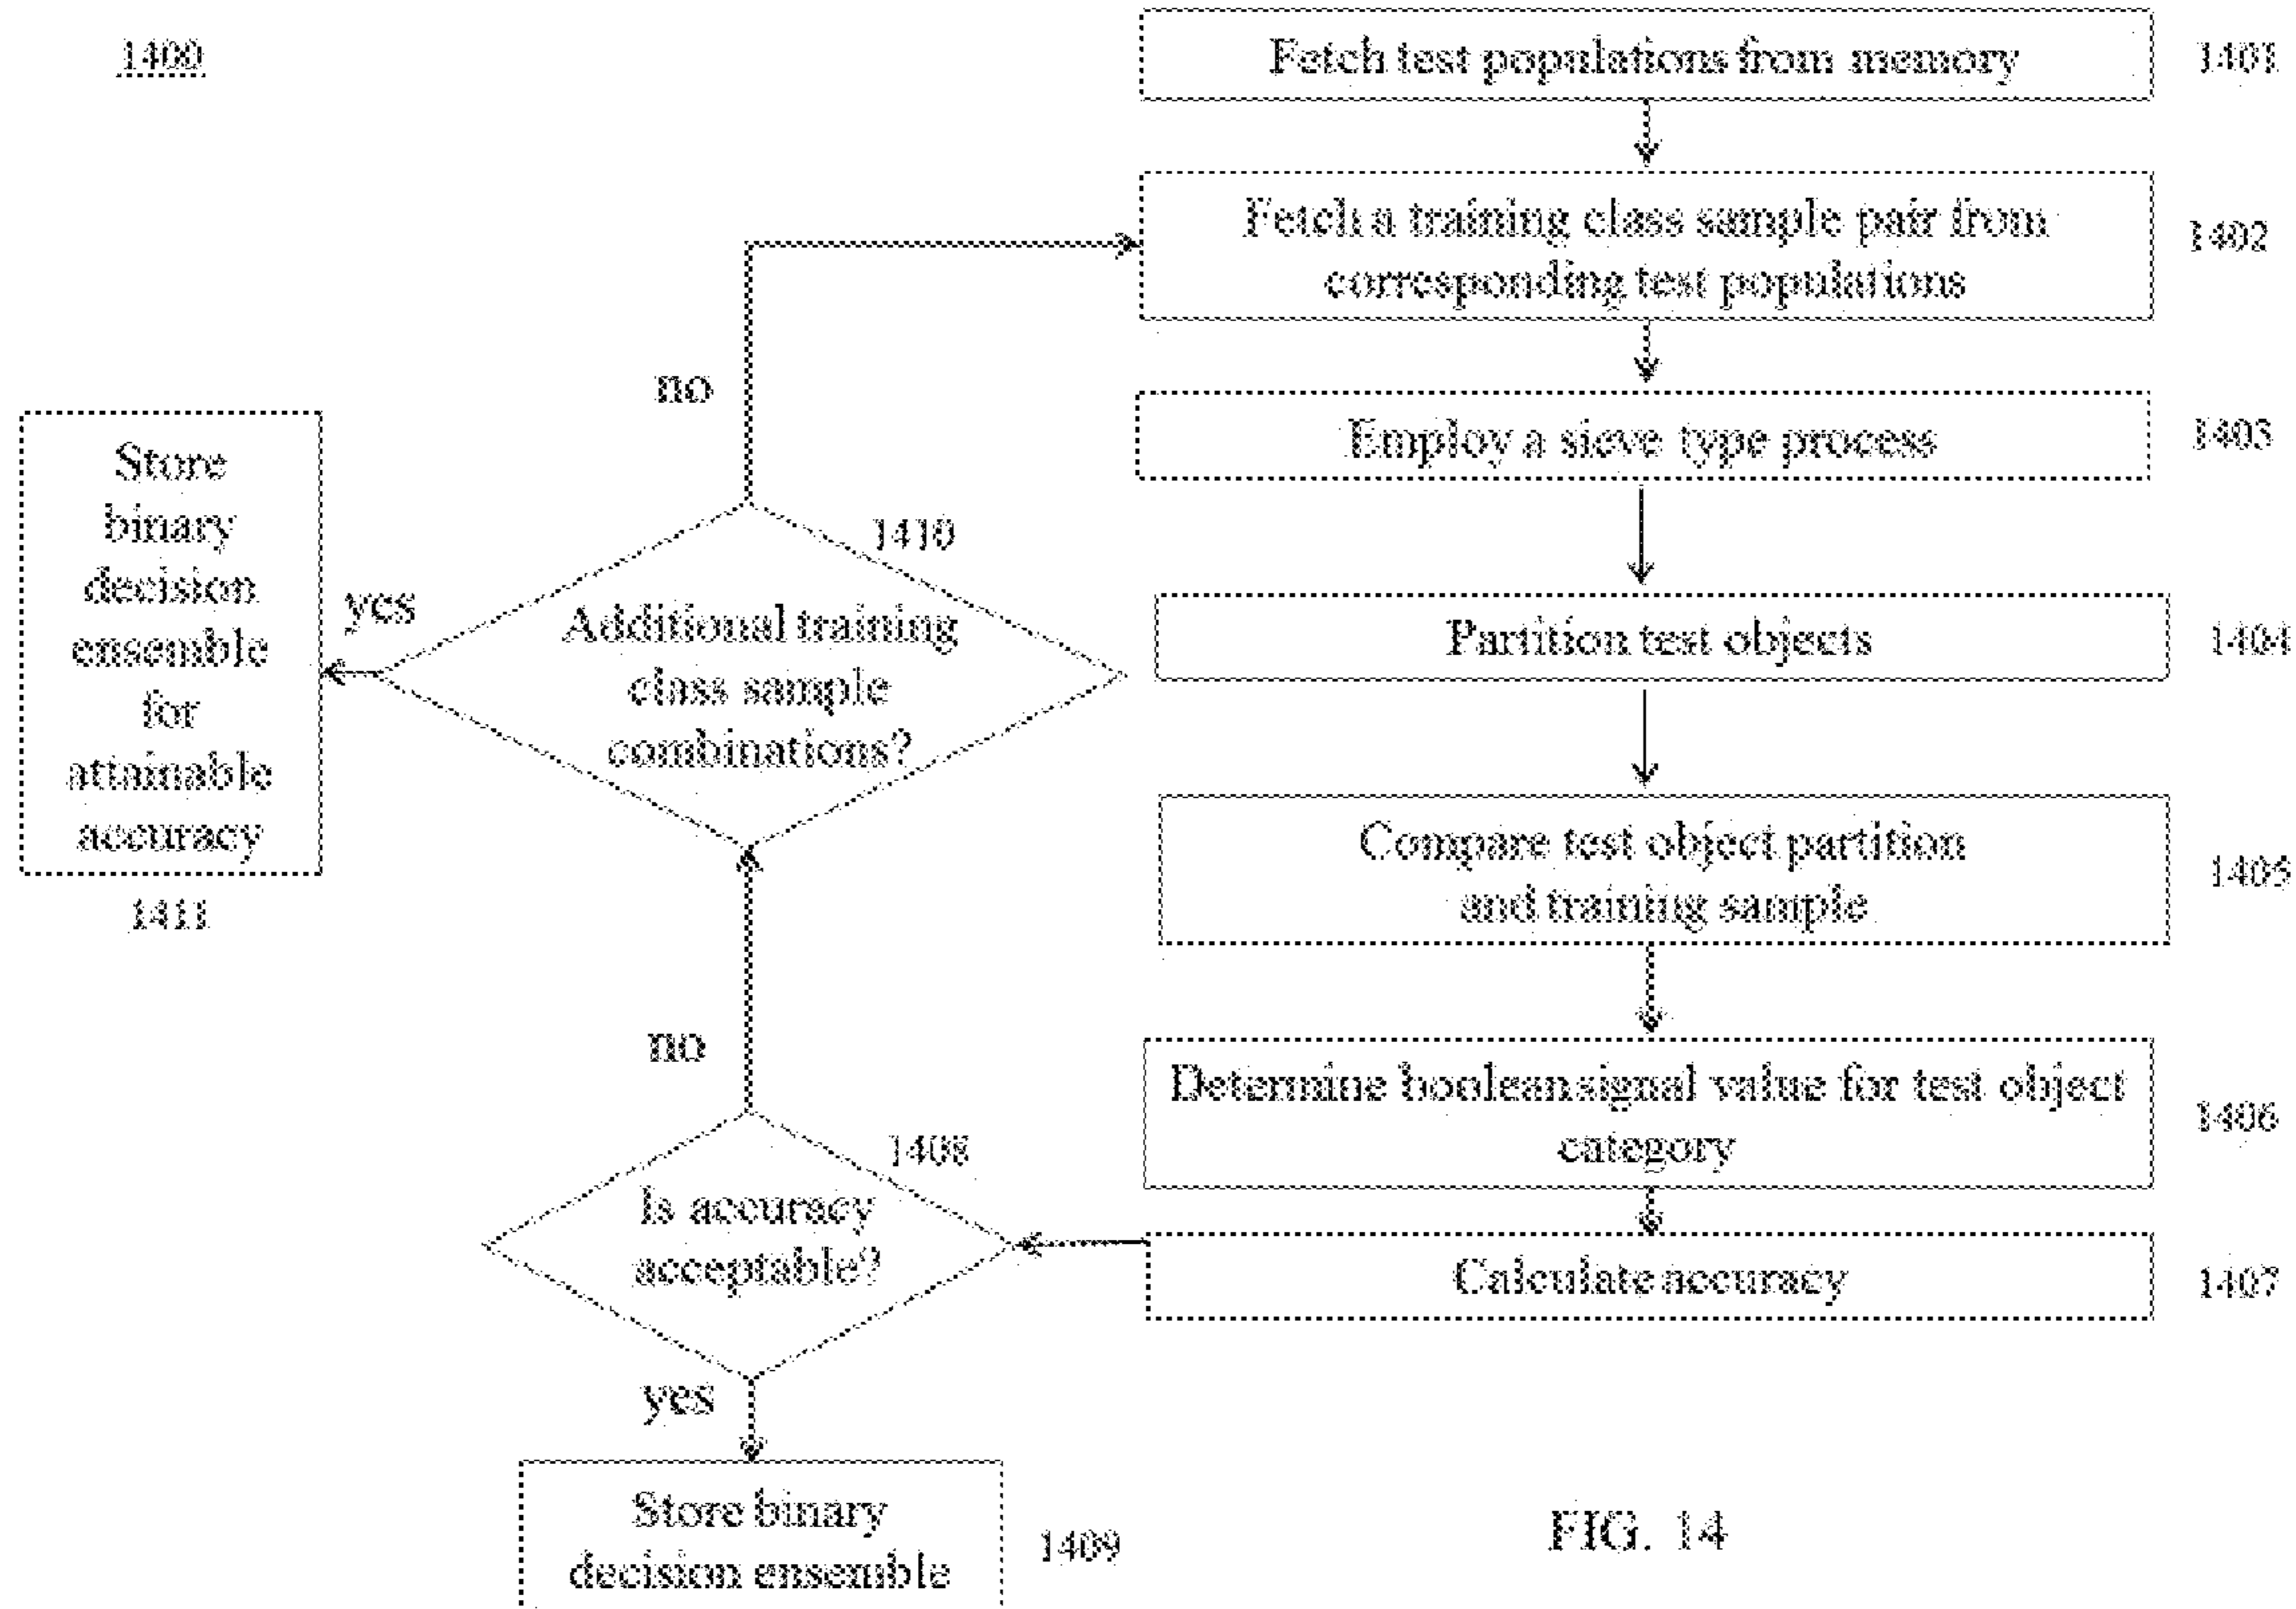 1400
Fetch test populations from memory
1401
Fetch a training class sample pair from
corresponding test populations
1402
Employ a sieve type process
1403
Partition test objects
1404
Compare test object partition
and training sample
1405
Determine boolean signal value for test object
category
1406
Calculate accuracy
1407
1408
Is accuracy
acceptable?
no
yes
Store binary
decision ensemble
1409
1410
Additional training
class sample
combinations?
no
yes
Store
binary
decision
ensemble
for
attainable
accuracy
1411
FIG. 14